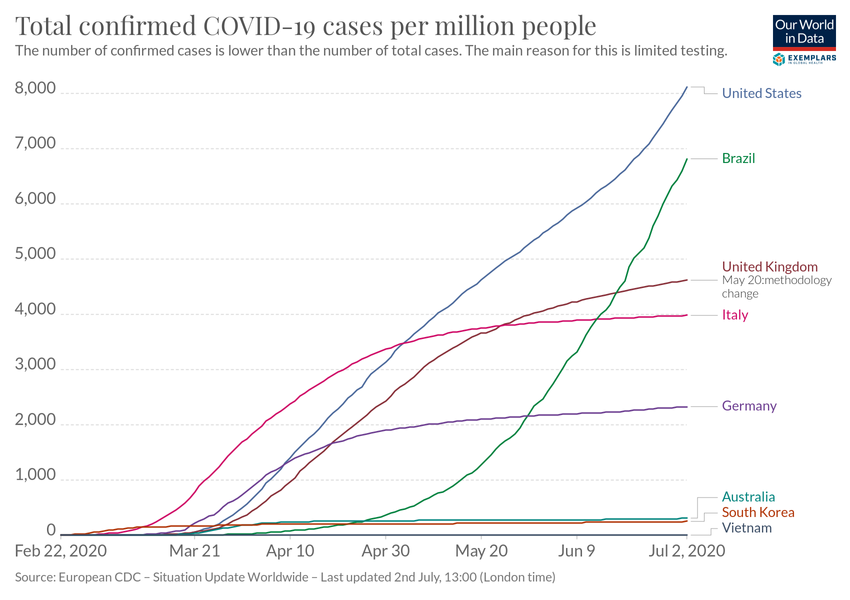 Total confirmed COVID-19 cases per million people
The number of confirmed cases is lower than the number of total cases. The main reason for this is limited testing.
Our World
in Data
EXEMPLARS
IN GLOBAL HEALTH
8,000
7,000
6,000
5,000
4,000
3,000
2,000
1,000
0
United States
Brazil
United Kingdom
May 20:methodology
change
Italy
Germany
Australia
South Korea
Vietnam
Feb 22, 2020
Mar 21
Apr 10
Apr 30
May 20
Jun 9
Jul 2, 2020
Source: European CDC – Situation Update Worldwide – Last updated 2nd July, 13:00 (London time)